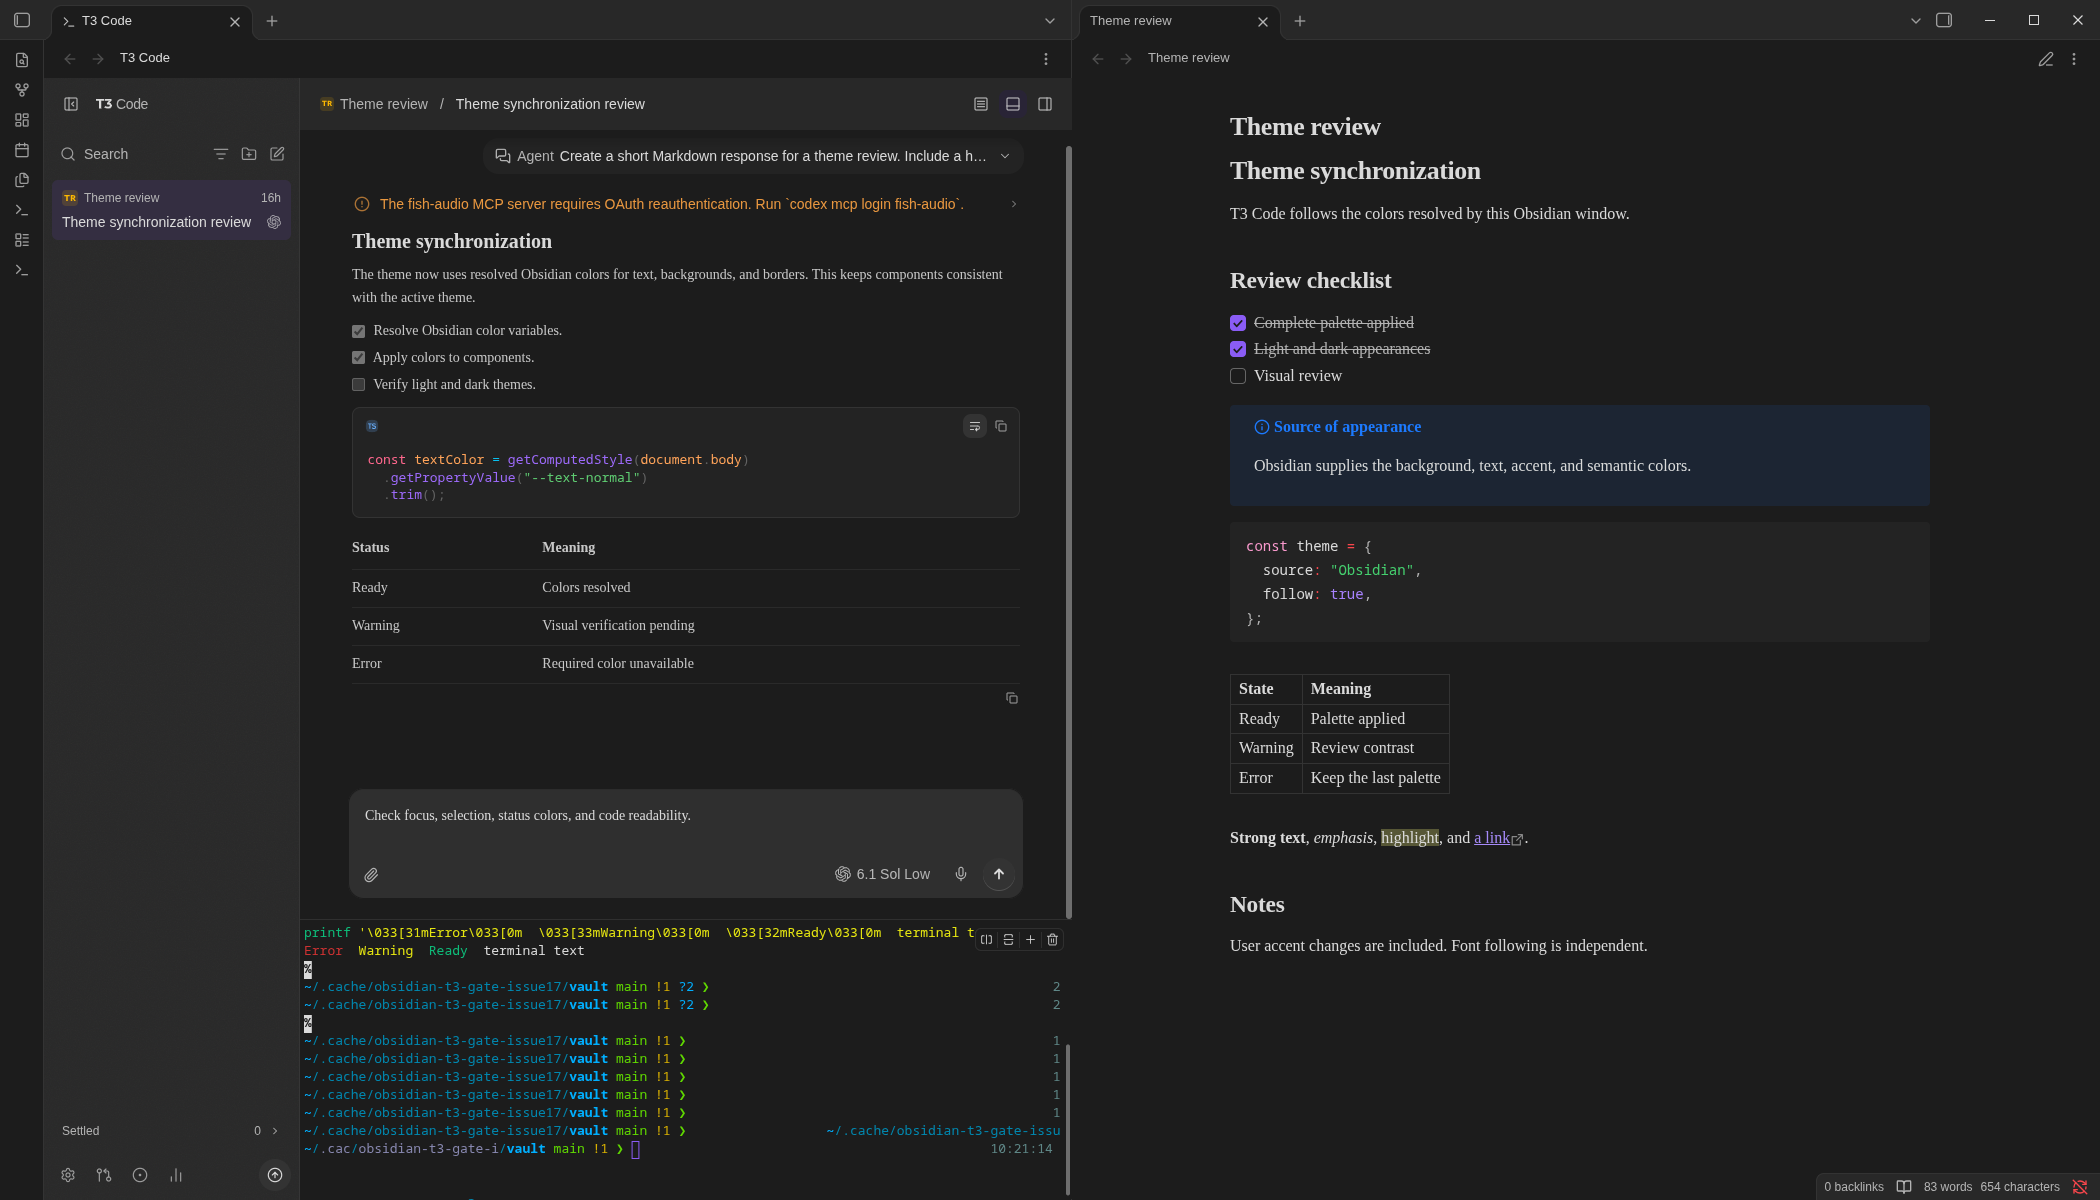 T3 Code
Theme review
T3 Code
Theme review
T3 Code
TR Theme review / Theme synchronization review
Search
TR Theme review 16h
Theme synchronization review
Agent Create a short Markdown response for a theme review. Include a h…
The fish-audio MCP server requires OAuth reauthentication. Run `codex mcp login fish-audio`.
Theme synchronization
The theme now uses resolved Obsidian colors for text, backgrounds, and borders. This keeps components consistent
with the active theme.
Resolve Obsidian color variables.
Apply colors to components.
Verify light and dark themes.
TS
const textColor = getComputedStyle(document.body)
.getPropertyValue("--text-normal")
.trim();
Status Meaning
Ready Colors resolved
Warning Visual verification pending
Error Required color unavailable
Check focus, selection, status colors, and code readability.
6.1 Sol Low
printf '\033[31mError\033[0m  \033[33mWarning\033[0m  \033[32mReady\033[0m  terminal t
Error  Warning  Ready  terminal text
%
~/.cache/obsidian-t3-gate-issue17/vault main !1 ?2 ❯ 2
~/.cache/obsidian-t3-gate-issue17/vault main !1 ?2 ❯ 2
%
~/.cache/obsidian-t3-gate-issue17/vault main !1 ❯ 1
~/.cache/obsidian-t3-gate-issue17/vault main !1 ❯ 1
~/.cache/obsidian-t3-gate-issue17/vault main !1 ❯ 1
~/.cache/obsidian-t3-gate-issue17/vault main !1 ❯ 1
~/.cache/obsidian-t3-gate-issue17/vault main !1 ❯ 1
~/.cache/obsidian-t3-gate-issue17/vault main !1 ❯ ~/.cache/obsidian-t3-gate-issu
~/.cac/obsidian-t3-gate-i/vault main !1 ❯ 10:21:14
Settled 0
Theme review
Theme synchronization
T3 Code follows the colors resolved by this Obsidian window.
Review checklist
Complete palette applied
Light and dark appearances
Visual review
Source of appearance
Obsidian supplies the background, text, accent, and semantic colors.
const theme = {
source: "Obsidian",
follow: true,
};
State Meaning
Ready Palette applied
Warning Review contrast
Error Keep the last palette
Strong text, emphasis, highlight, and a link.
Notes
User accent changes are included. Font following is independent.
0 backlinks 83 words 654 characters